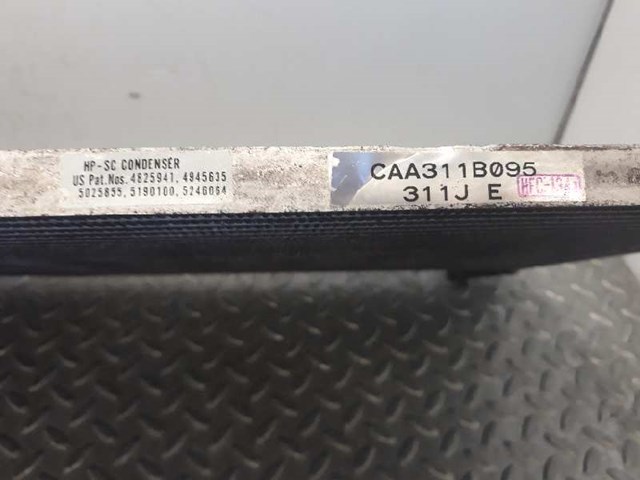 HP-SC CONDENSER
US Pat.Nos. 4825941, 4945635
5025855, 5190100, 5246064
CAA311B095
311J E